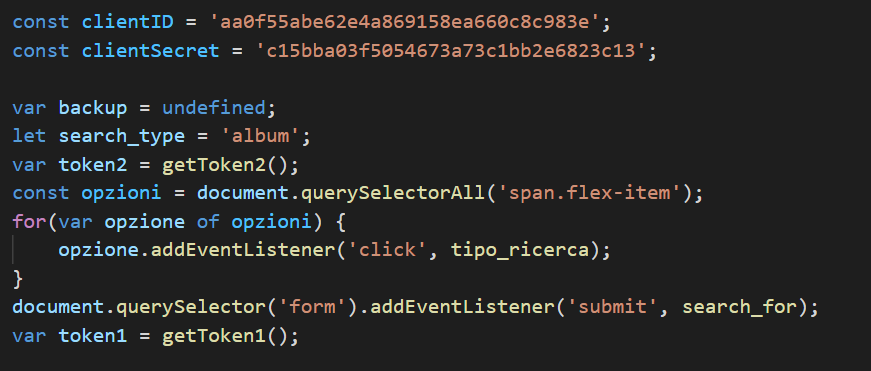 const clientID = 'aa0f55abe62e4a869158ea660c8c983e';
const clientSecret = 'c15bba03f5054673a73c1bb2e6823c13';
var backup = undefined;
let search_type = 'album';
var token2 = getToken2();
const opzioni = document.querySelectorAll('span.flex-item');
for(var opzione of opzioni) {
    opzione.addEventListener('click', tipo_ricerca);
}
document.querySelector('form').addEventListener('submit', search_for);
var token1 = getToken1();